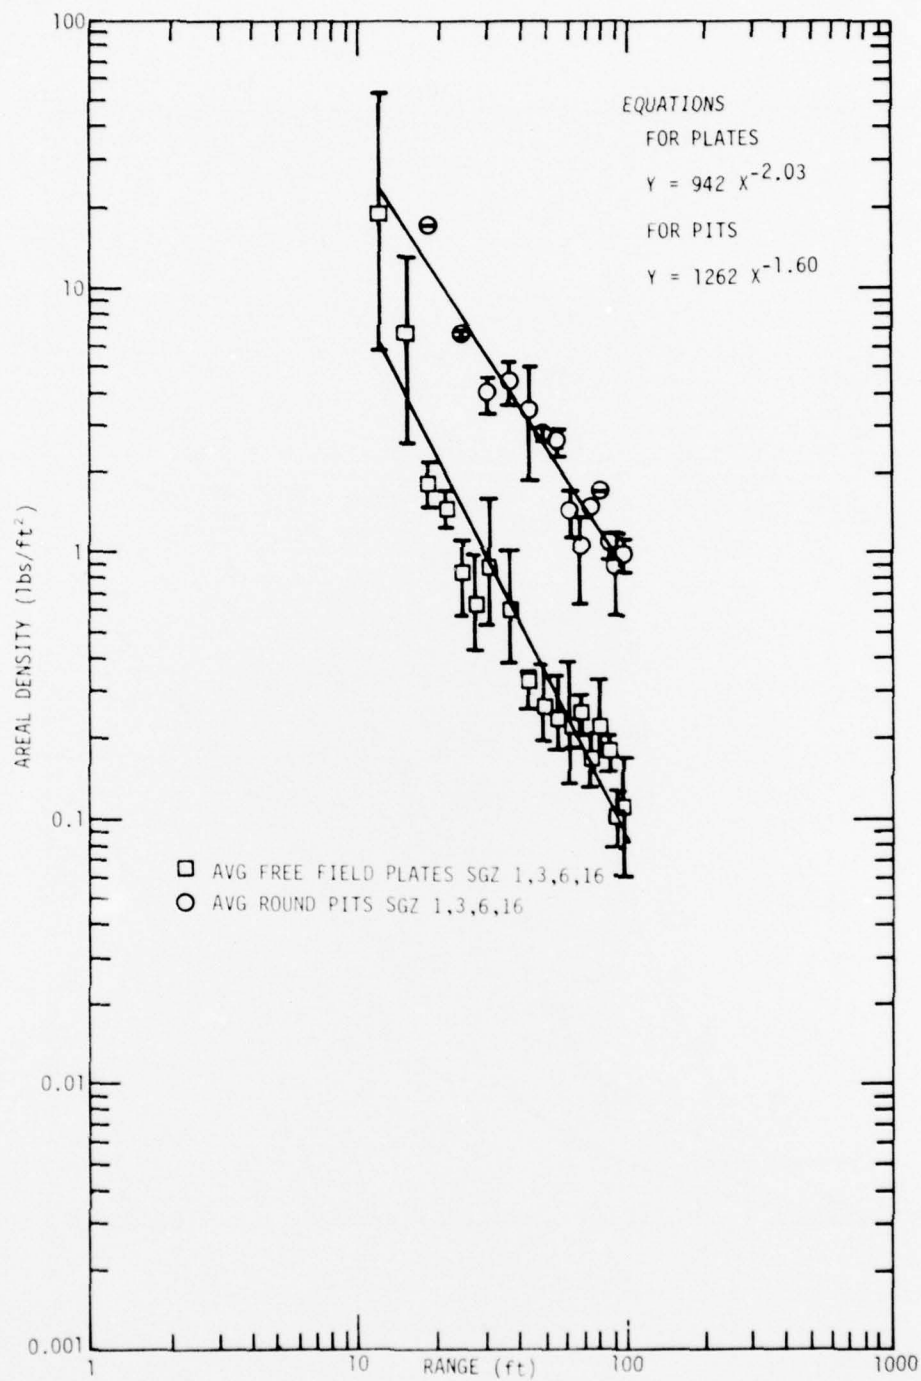 100
EQUATIONS
FOR PLATES
Y = 942 X^-2.03
FOR PITS
Y = 1262 X^-1.60
10
1
AREAL DENSITY (lbs/ft²)
0.1
AVG FREE FIELD PLATES SGZ 1,3,6,16
AVG ROUND PITS SGZ 1,3,6,16
0.01
0.001
1
10
100
1000
RANGE (ft)